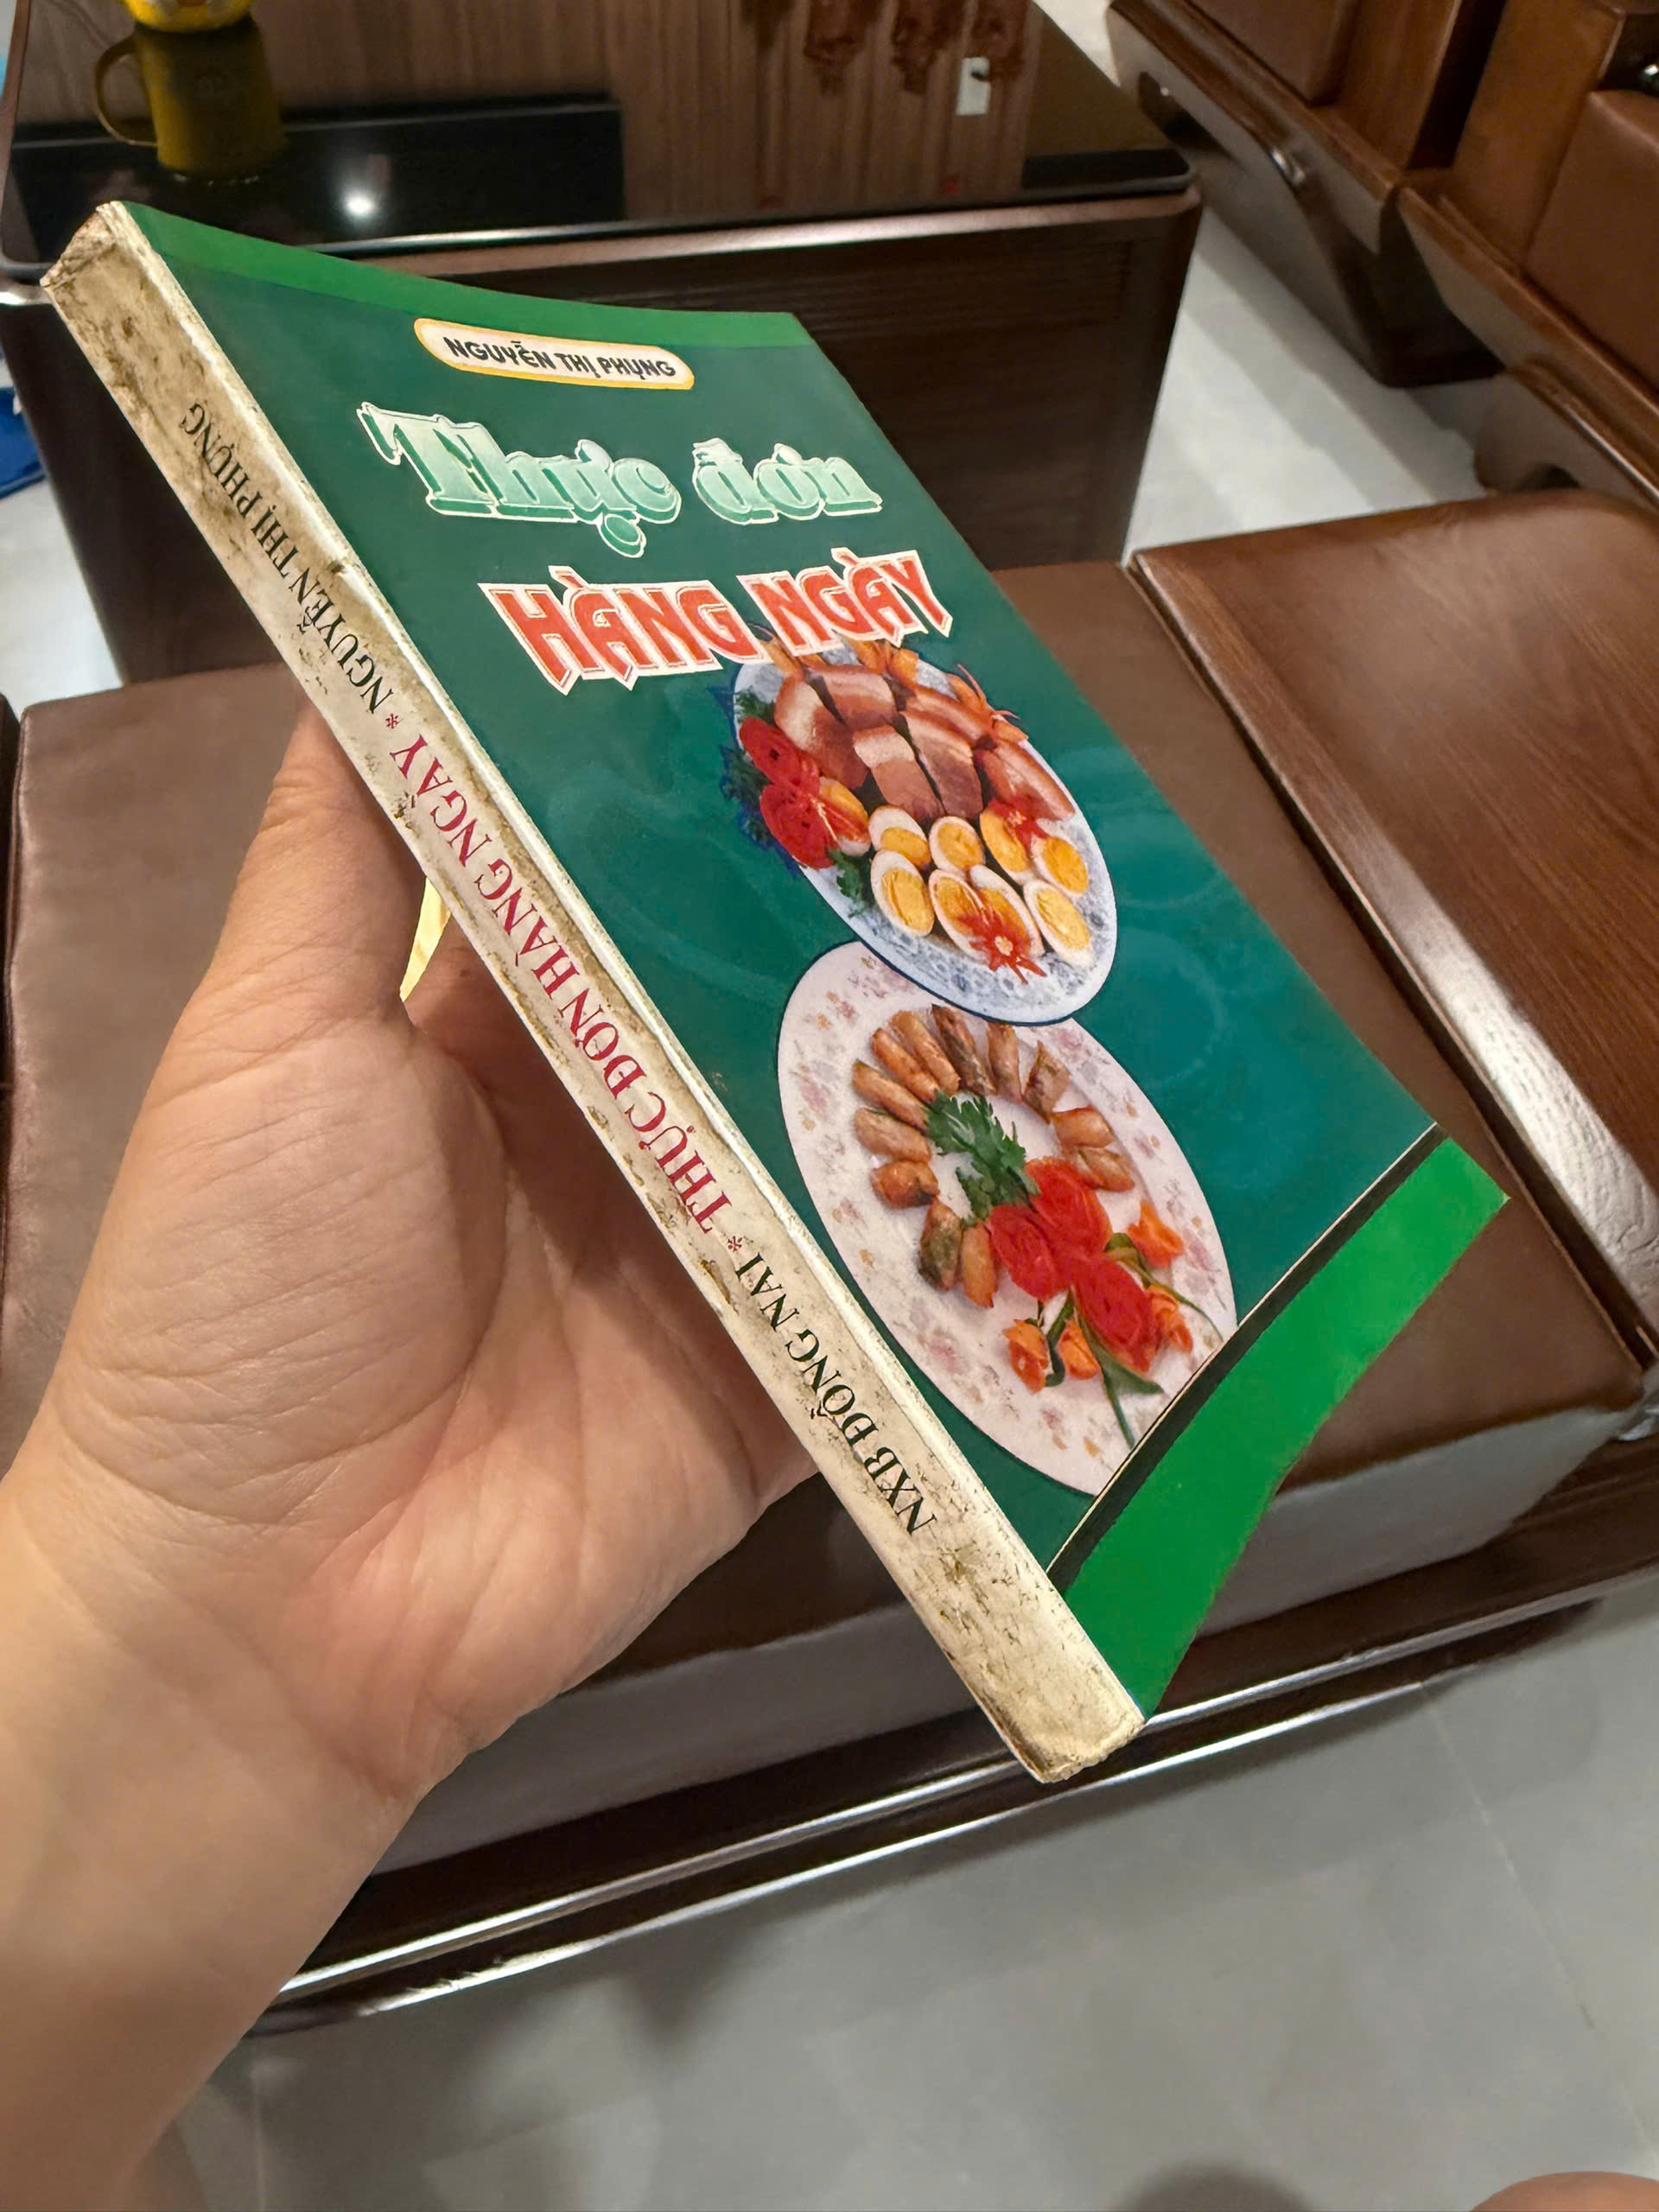 NGUYỄN THỊ PHỤNG
Thực đơn
HÀNG NGÀY
NXB ĐỒNG NAI * THỰC ĐƠN HÀNG NGÀY * NGUYỄN THỊ PHỤNG